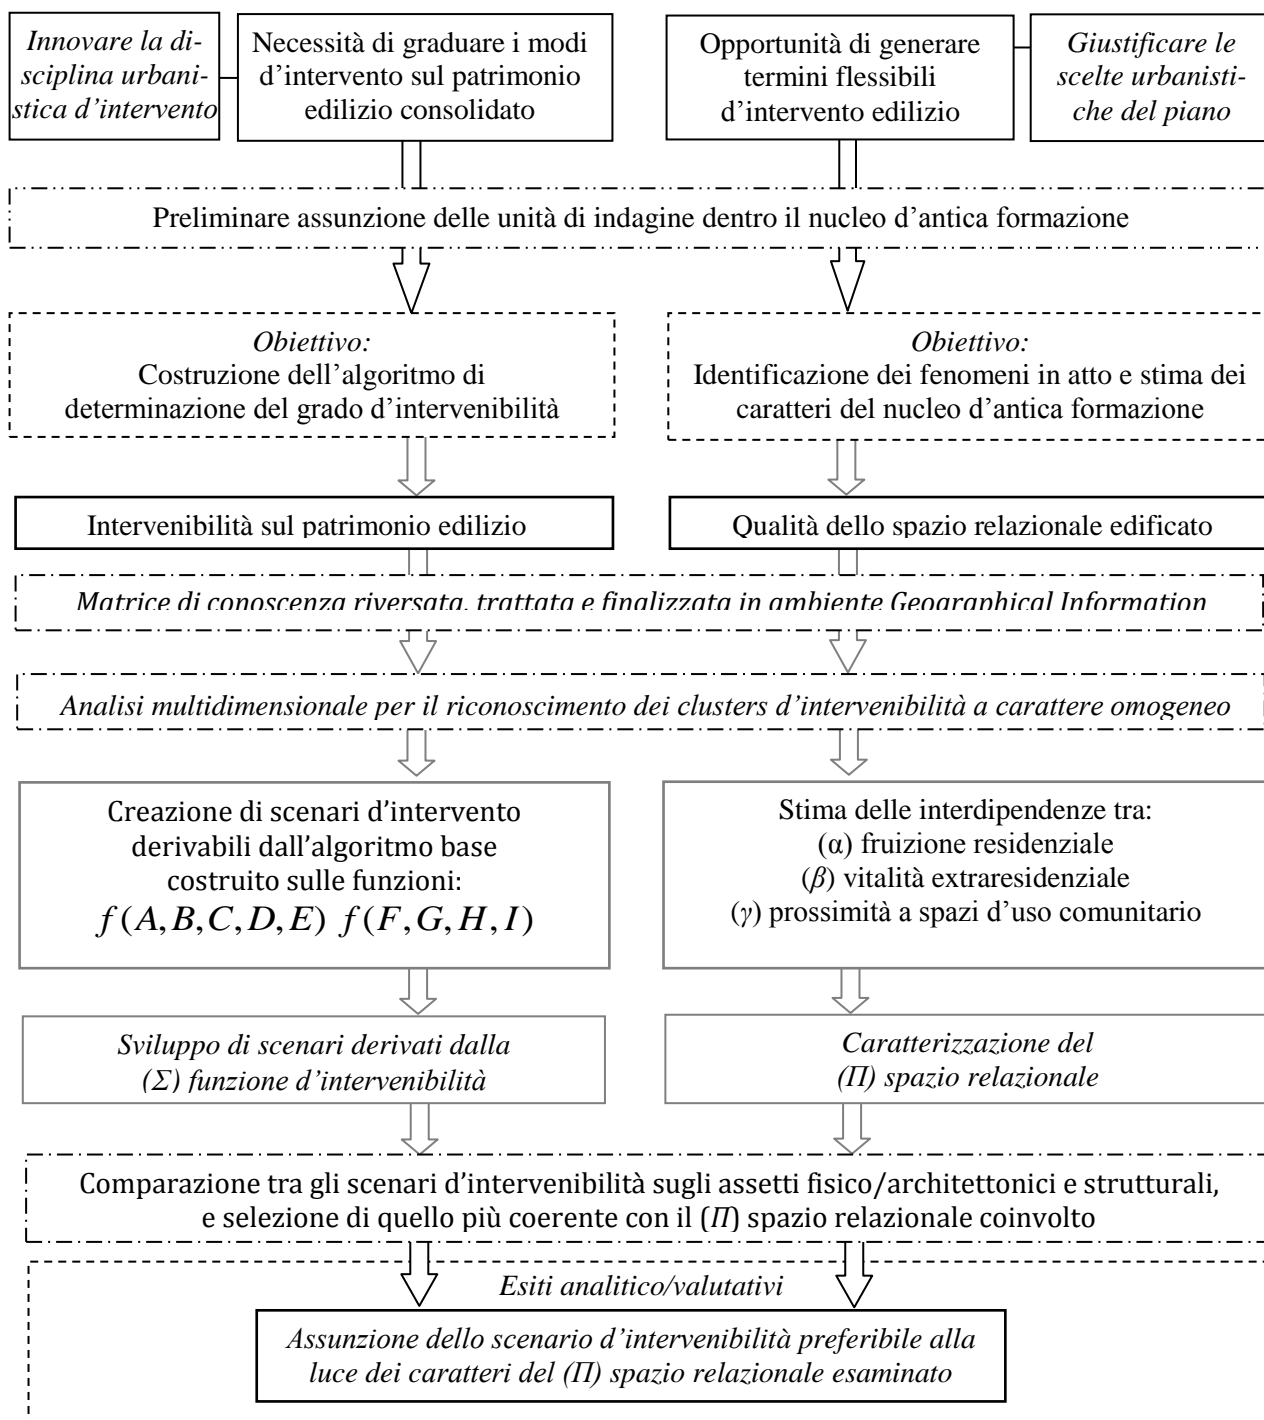 Innovare la di-
sciplina urbani-
stica d'intervento
Necessità di graduare i modi
d'intervento sul patrimonio
edilizio consolidato
Opportunità di generare
termini flessibili
d'intervento edilizio
Giustificare le
scelte urbanisti-
che del piano
Preliminare assunzione delle unità di indagine dentro il nucleo d'antica formazione
Obiettivo:
Costruzione dell'algoritmo di
determinazione del grado d'intervenibilità
Obiettivo:
Identificazione dei fenomeni in atto e stima dei
caratteri del nucleo d'antica formazione
Intervenibilità sul patrimonio edilizio
Qualità dello spazio relazionale edificato
Matrice di conoscenza riversata, trattata e finalizzata in ambiente Geographical Information
Analisi multidimensionale per il riconoscimento dei clusters d'intervenibilità a carattere omogeneo
Creazione di scenari d'intervento
derivabili dall'algoritmo base
costruito sulle funzioni:
f(A,B,C,D,E) f(F,G,H,I)
Stima delle interdipendenze tra:
(α) fruizione residenziale
(β) vitalità extraresidenziale
(γ) prossimità a spazi d'uso comunitario
Sviluppo di scenari derivati dalla
(Σ) funzione d'intervenibilità
Caratterizzazione del
(Π) spazio relazionale
Comparazione tra gli scenari d'intervenibilità sugli assetti fisico/architettonici e strutturali,
e selezione di quello più coerente con il (Π) spazio relazionale coinvolto
Esiti analitico/valutativi
Assunzione dello scenario d'intervenibilità preferibile alla
luce dei caratteri del (Π) spazio relazionale esaminato